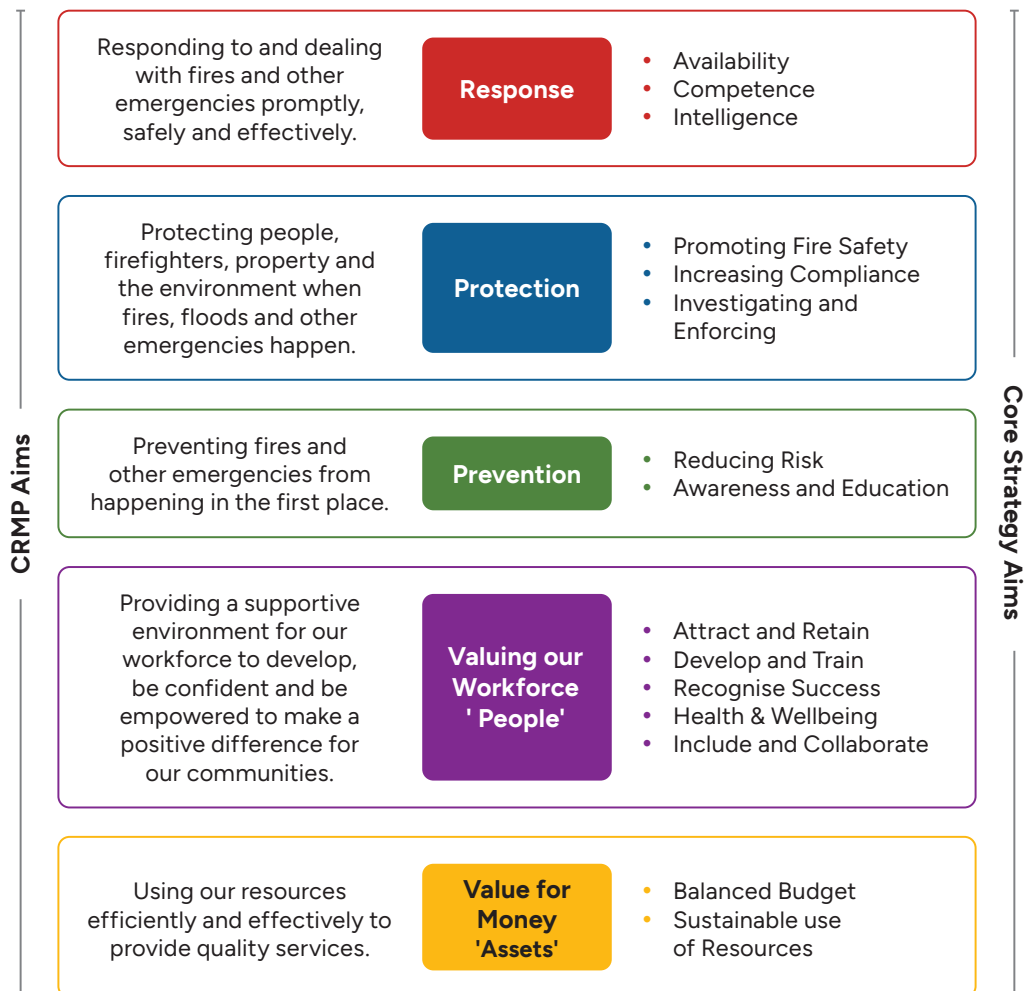 CRMP Aims
Responding to and dealing
with fires and other
emergencies promptly,
safely and effectively.
Response
• Availability
• Competence
• Intelligence
Protecting people,
firefighters, property and
the environment when
fires, floods and other
emergencies happen.
Protection
• Promoting Fire Safety
• Increasing Compliance
• Investigating and
Enforcing
Preventing fires and
other emergencies from
happening in the first place.
Prevention
• Reducing Risk
• Awareness and Education
Providing a supportive
environment for our
workforce to develop,
be confident and be
empowered to make a
positive difference for
our communities.
Valuing our
Workforce
' People'
• Attract and Retain
• Develop and Train
• Recognise Success
• Health & Wellbeing
• Include and Collaborate
Using our resources
efficiently and effectively to
provide quality services.
Value for
Money
'Assets'
• Balanced Budget
• Sustainable use
of Resources
Core Strategy Aims